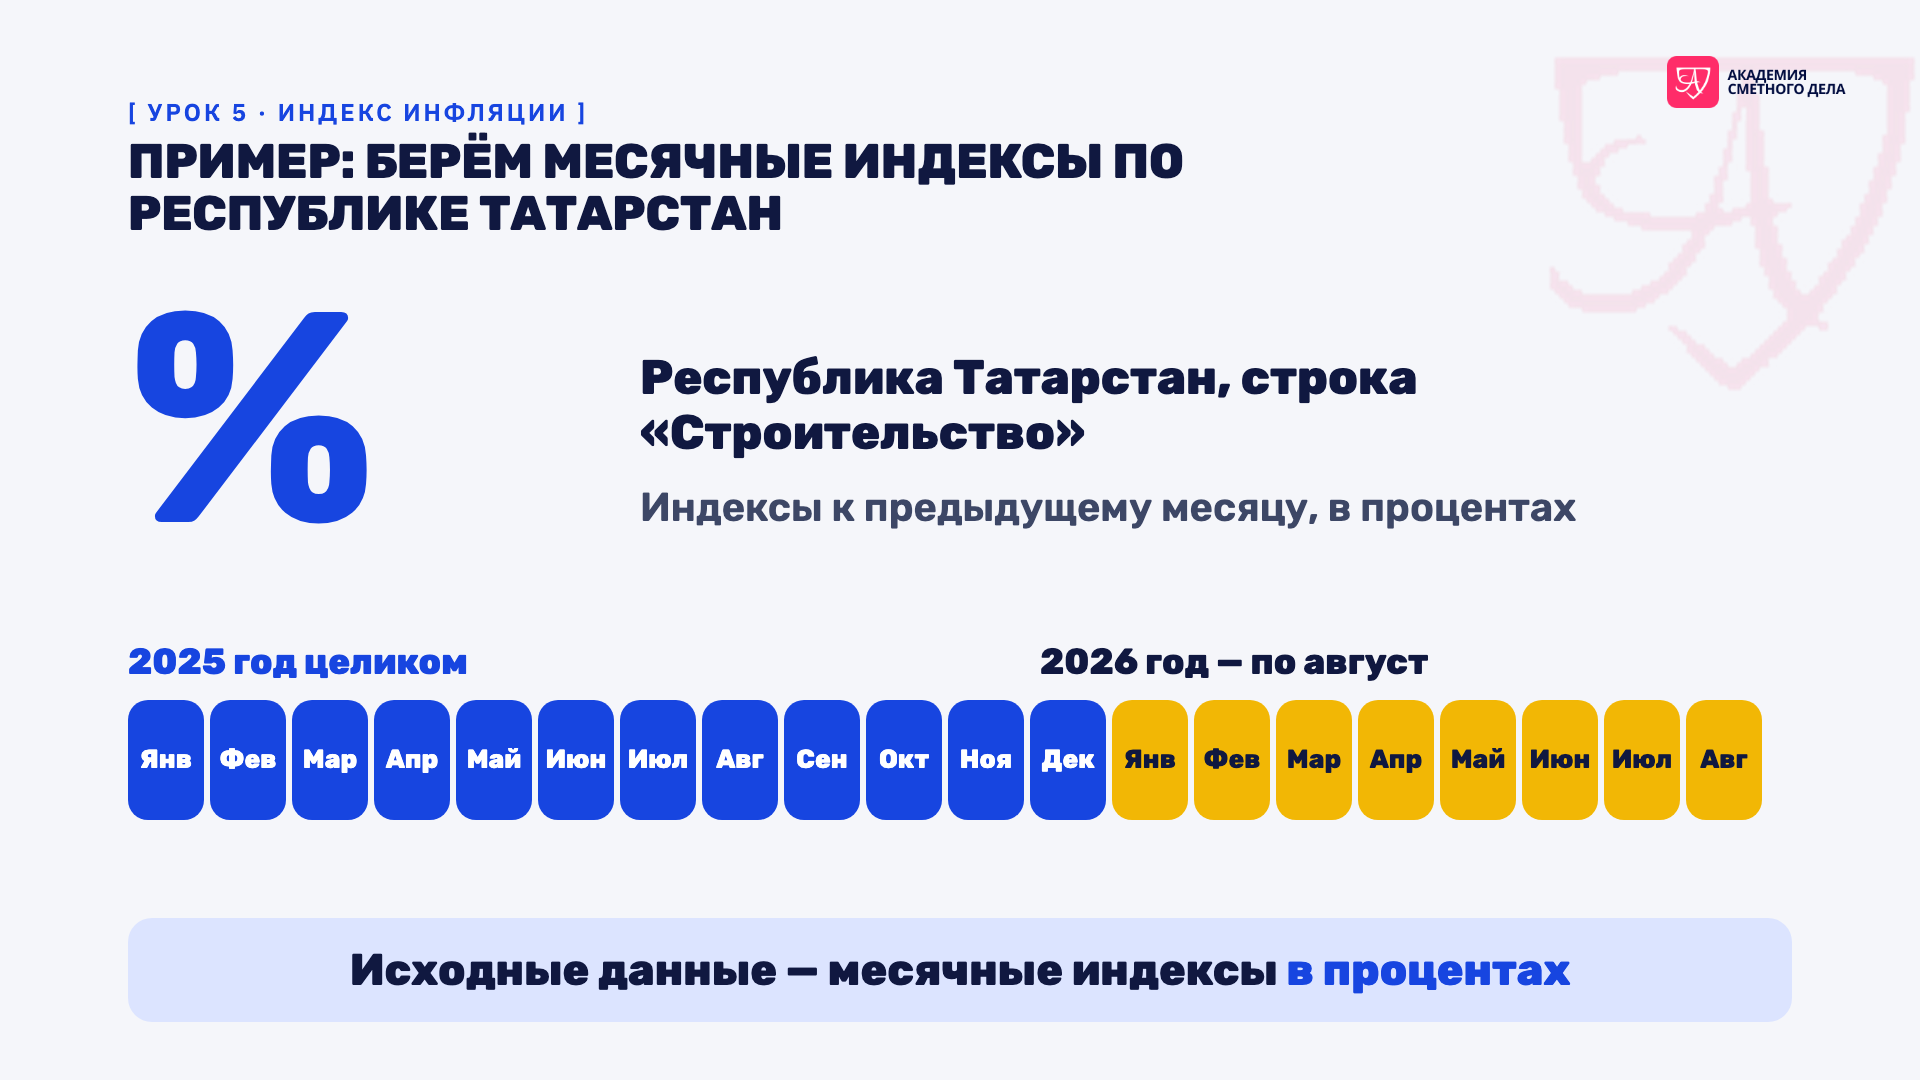 [ УРОК 5 · ИНДЕКС ИНФЛЯЦИИ ]
АКАДЕМИЯ
СМЕТНОГО ДЕЛА
ПРИМЕР: БЕРЁМ МЕСЯЧНЫЕ ИНДЕКСЫ ПО
РЕСПУБЛИКЕ ТАТАРСТАН
%
Республика Татарстан, строка
«Строительство»
Индексы к предыдущему месяцу, в процентах
2025 год целиком
2026 год — по август
Янв Фев Мар Апр Май Июн Июл Авг Сен Окт Ноя Дек Янв Фев Мар Апр Май Июн Июл Авг
Исходные данные — месячные индексы в процентах